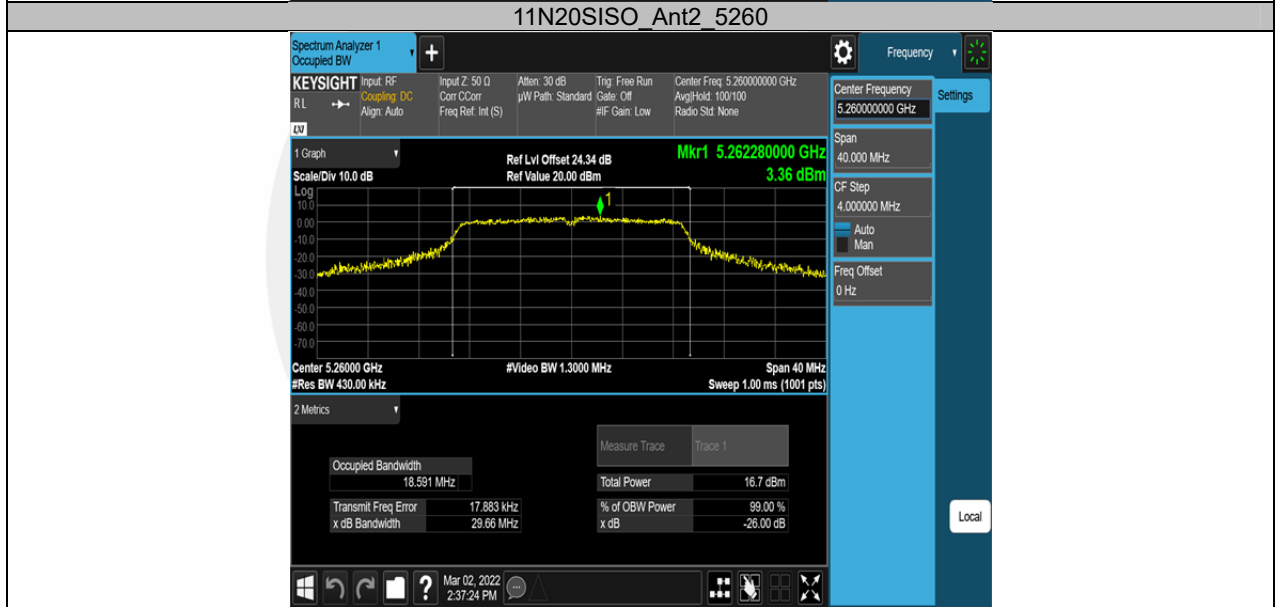 11N20SISO_Ant2_5260
Spectrum Analyzer 1
Occupied BW
+
Frequency
KEYSIGHT
RL
LXI
Input: RF
Coupling: DC
Align: Auto
Input Z: 50 Ω
Corr CCorr
Freq Ref: Int (S)
Atten: 30 dB
µW Path: Standard
Trig: Free Run
Gate: Off
#IF Gain: Low
Center Freq: 5.260000000 GHz
Avg|Hold: 100/100
Radio Std: None
Center Frequency
5.260000000 GHz
Settings
Span
40.000 MHz
CF Step
4.000000 MHz
Auto
Man
Freq Offset
0 Hz
Local
1 Graph
Scale/Div 10.0 dB
Ref Lvl Offset 24.34 dB
Ref Value 20.00 dBm
Mkr1 5.262280000 GHz
3.36 dBm
Log
10.0
0.00
-10.0
-20.0
-30.0
-40.0
-50.0
-60.0
-70.0
1
Center 5.26000 GHz
#Video BW 1.3000 MHz
Span 40 MHz
#Res BW 430.00 kHz
Sweep 1.00 ms (1001 pts)
2 Metrics
Measure Trace
Trace 1
Occupied Bandwidth
18.591 MHz
Total Power
16.7 dBm
Transmit Freq Error
17.883 kHz
% of OBW Power
99.00 %
x dB Bandwidth
29.66 MHz
x dB
-26.00 dB
?
Mar 02, 2022
2:37:24 PM